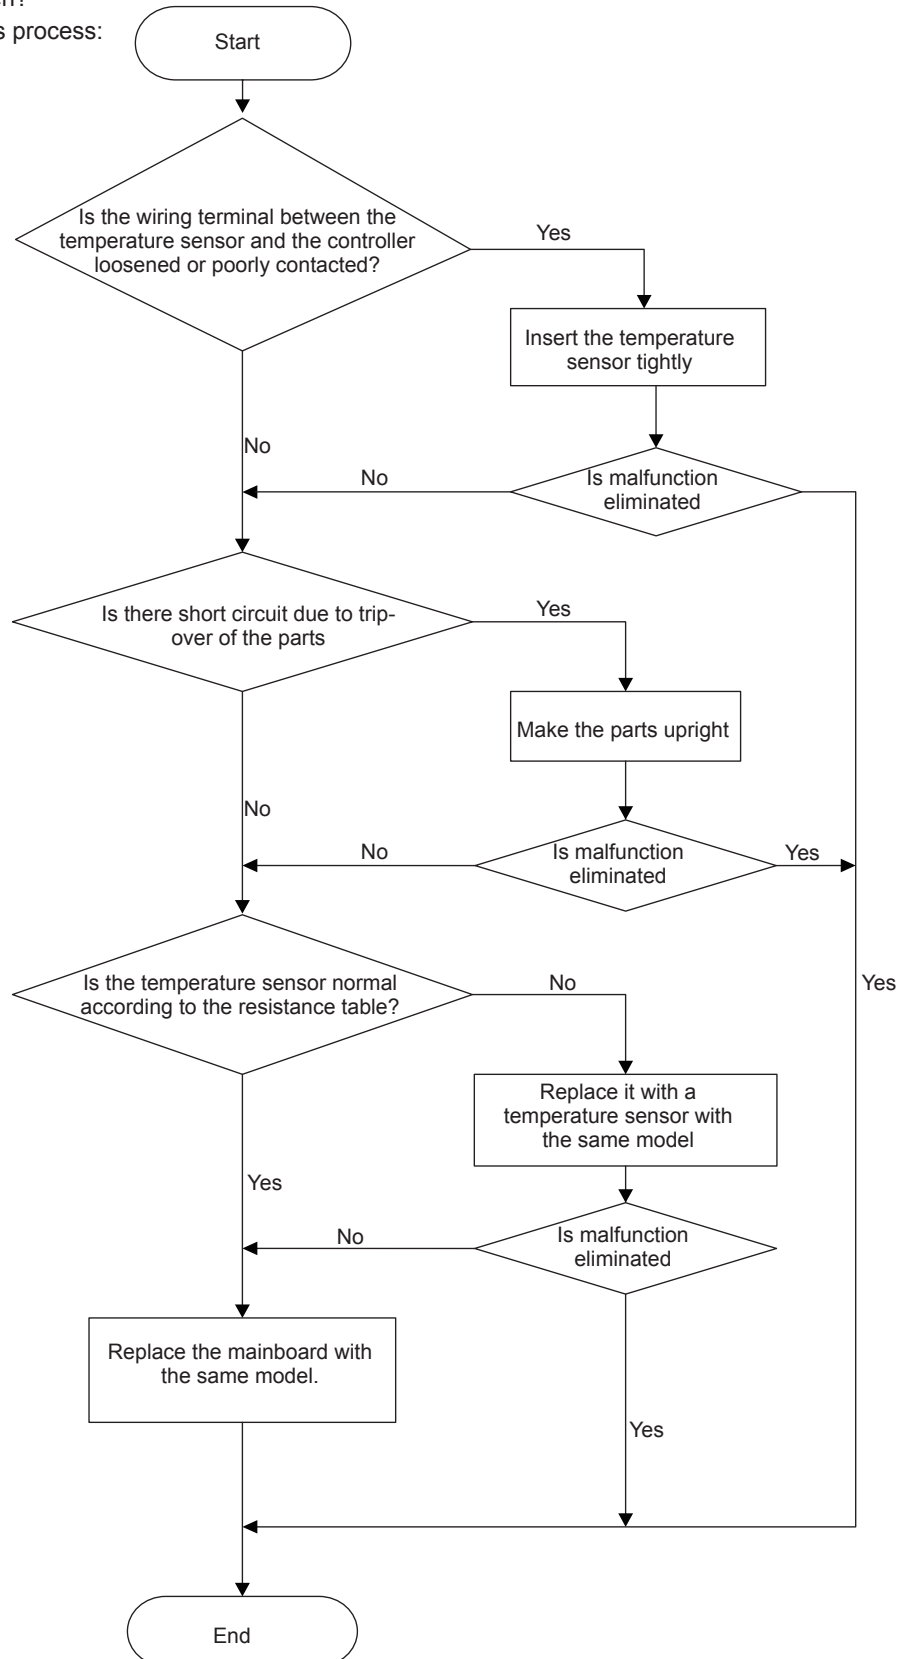 s process:
Start
Is the wiring terminal between the
temperature sensor and the controller
loosened or poorly contacted?
Yes
Insert the temperature
sensor tightly
No
No
Is malfunction
eliminated
Is there short circuit due to trip-
over of the parts
Yes
Make the parts upright
No
No
Is malfunction
eliminated
Yes
Is the temperature sensor normal
according to the resistance table?
No
Yes
Replace it with a
temperature sensor with
the same model
Yes
No
Is malfunction
eliminated
Replace the mainboard with
the same model.
Yes
End